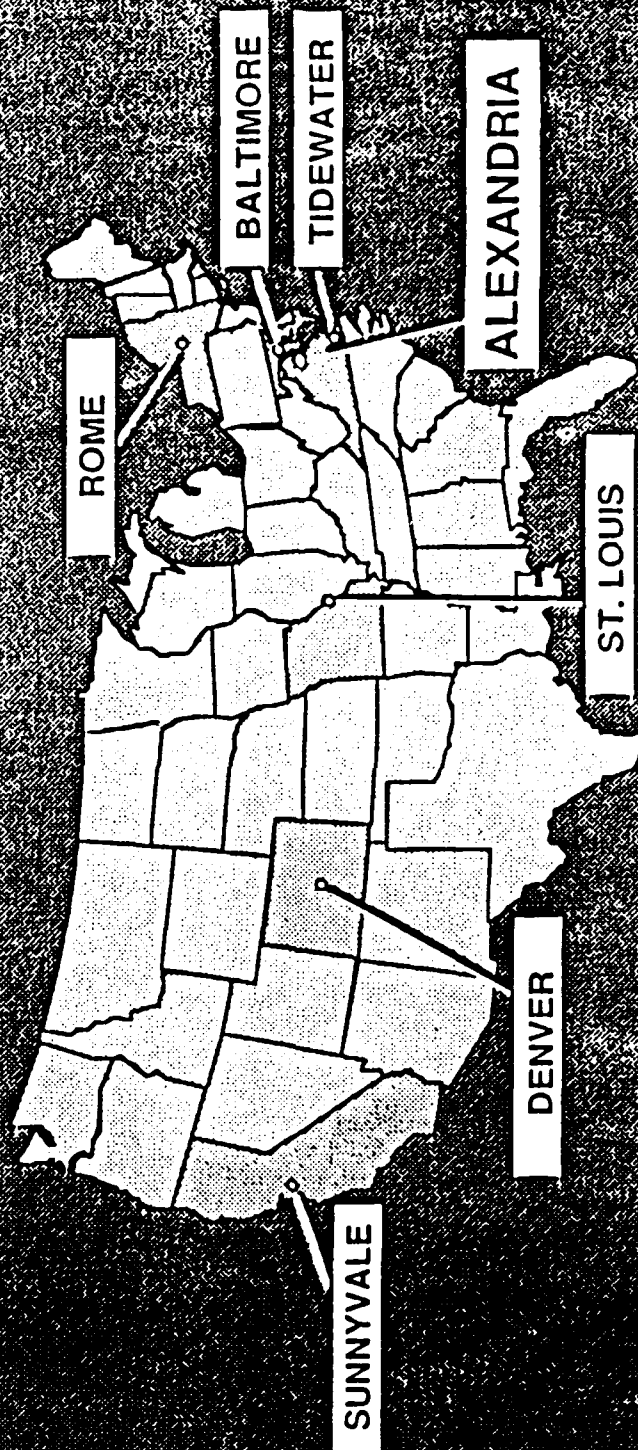 ROME
BALTIMORE
TIDEWATER
ALEXANDRIA
SUNNYVALE
DENVER
ST. LOUIS